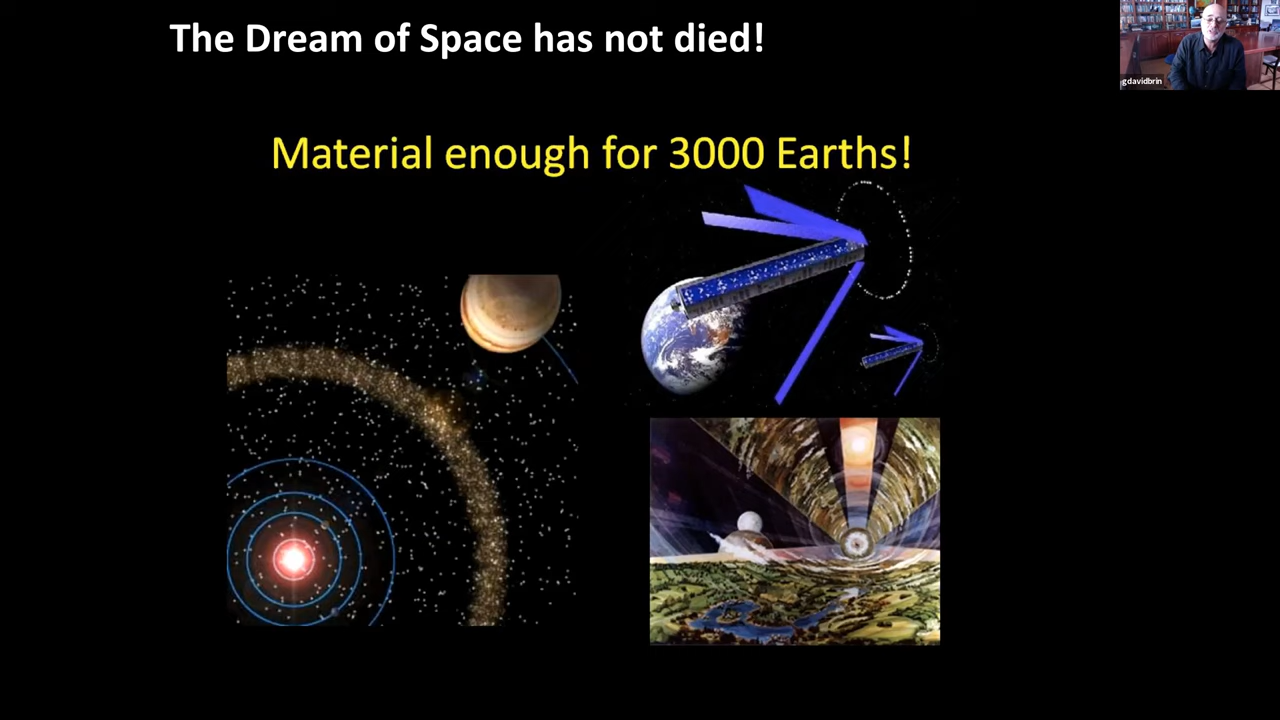 The Dream of Space has not died!
gdavidbrin
Material enough for 3000 Earths!